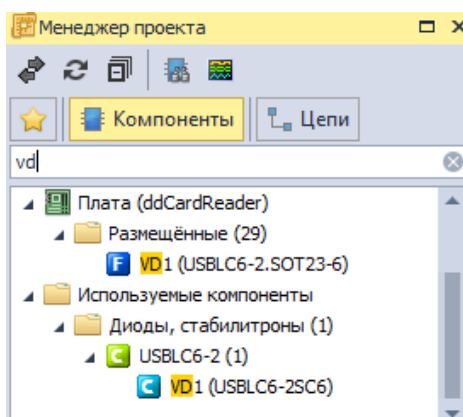 Менеджер проекта
Компоненты
Цепи
vd
Плата (ddCardReader)
Размещённые (29)
F VD1 (USBLC6-2.SOT23-6)
Используемые компоненты
Диоды, стабилитроны (1)
C USBLC6-2 (1)
C VD1 (USBLC6-2SC6)